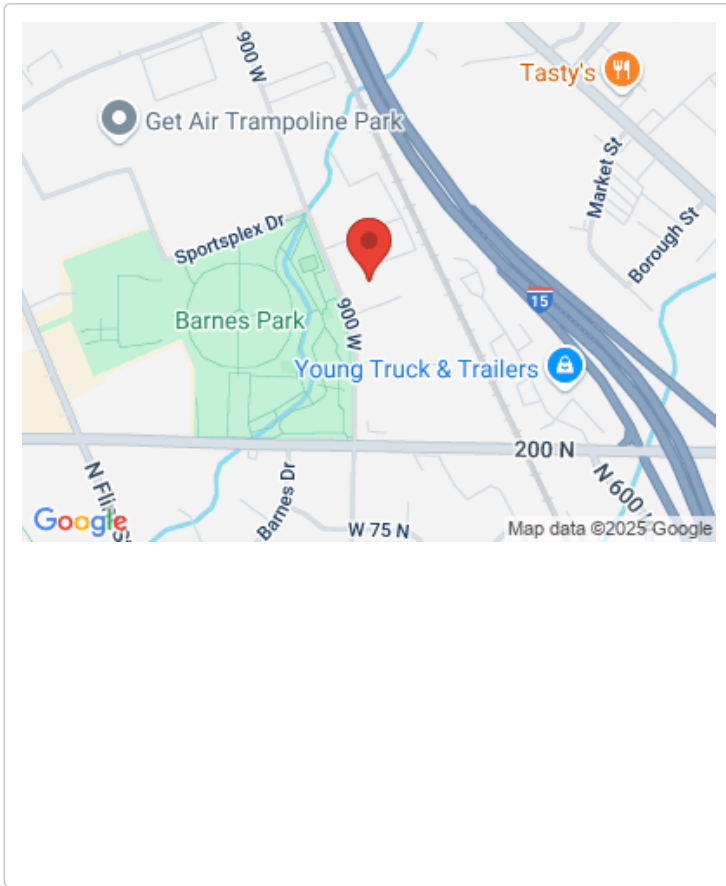 900 W
Tasty's
Get Air Trampoline Park
Market St
Sportsplex Dr
Borough St
15
Barnes Park
900 W
Young Truck & Trailers
200 N
N 600
Barnes Dr
W 75 N
Google
Map data ©2025 Google